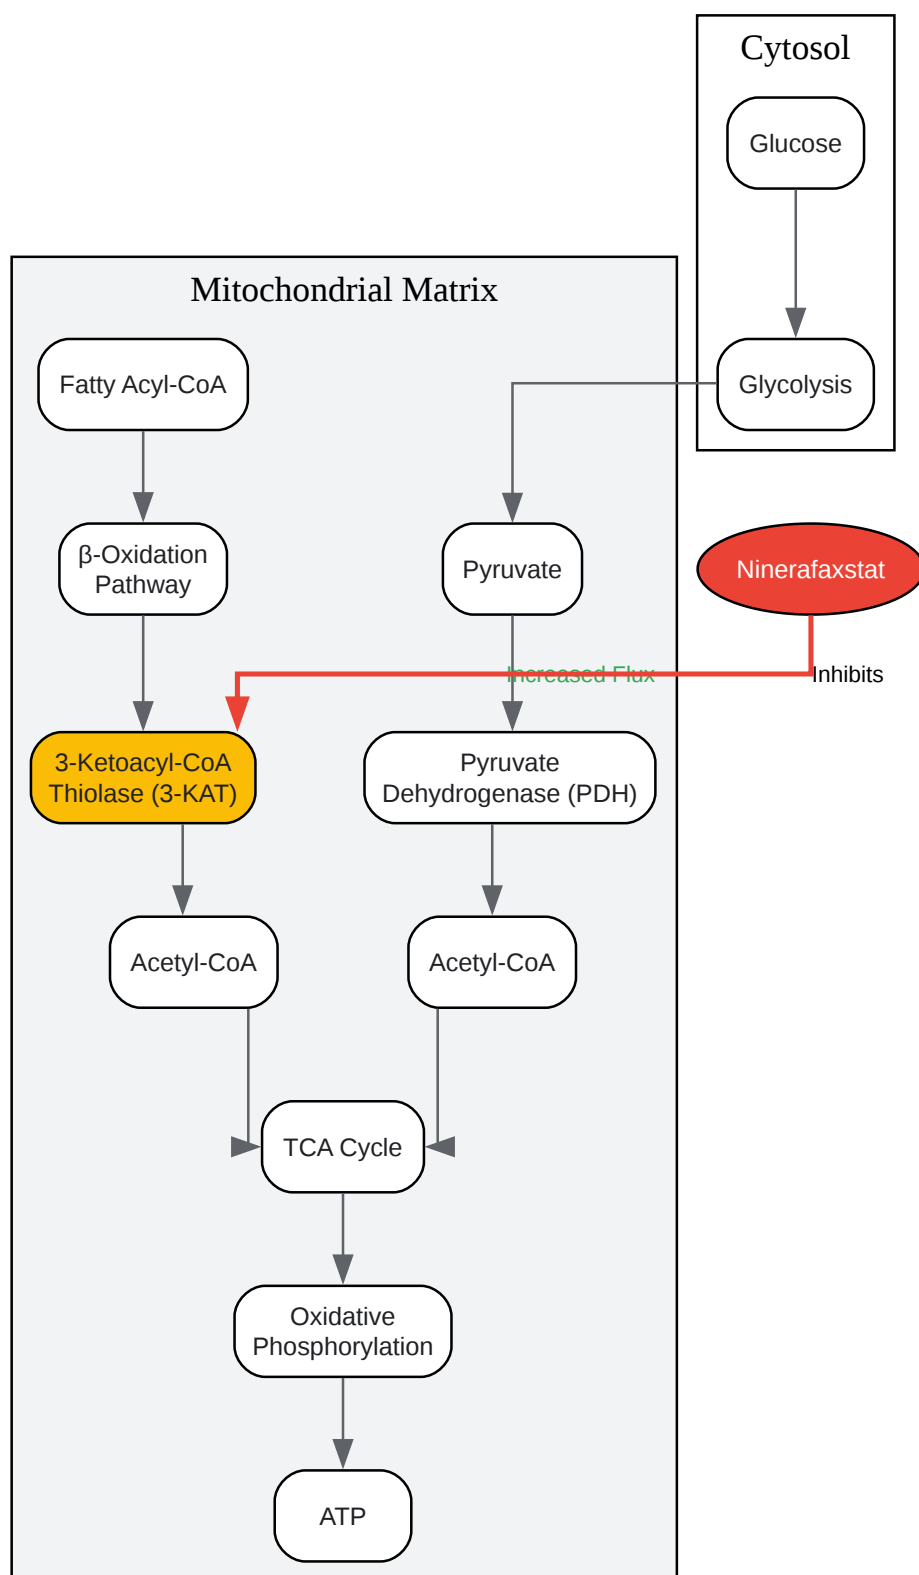 Cytosol
Glucose
Mitochondrial Matrix
Fatty Acyl-CoA
Glycolysis
β-Oxidation
Pathway
Pyruvate
Ninerafaxstat
Increased Flux
Inhibits
3-Ketoacyl-CoA
Thiolase (3-KAT)
Pyruvate
Dehydrogenase (PDH)
Acetyl-CoA
Acetyl-CoA
TCA Cycle
Oxidative
Phosphorylation
ATP